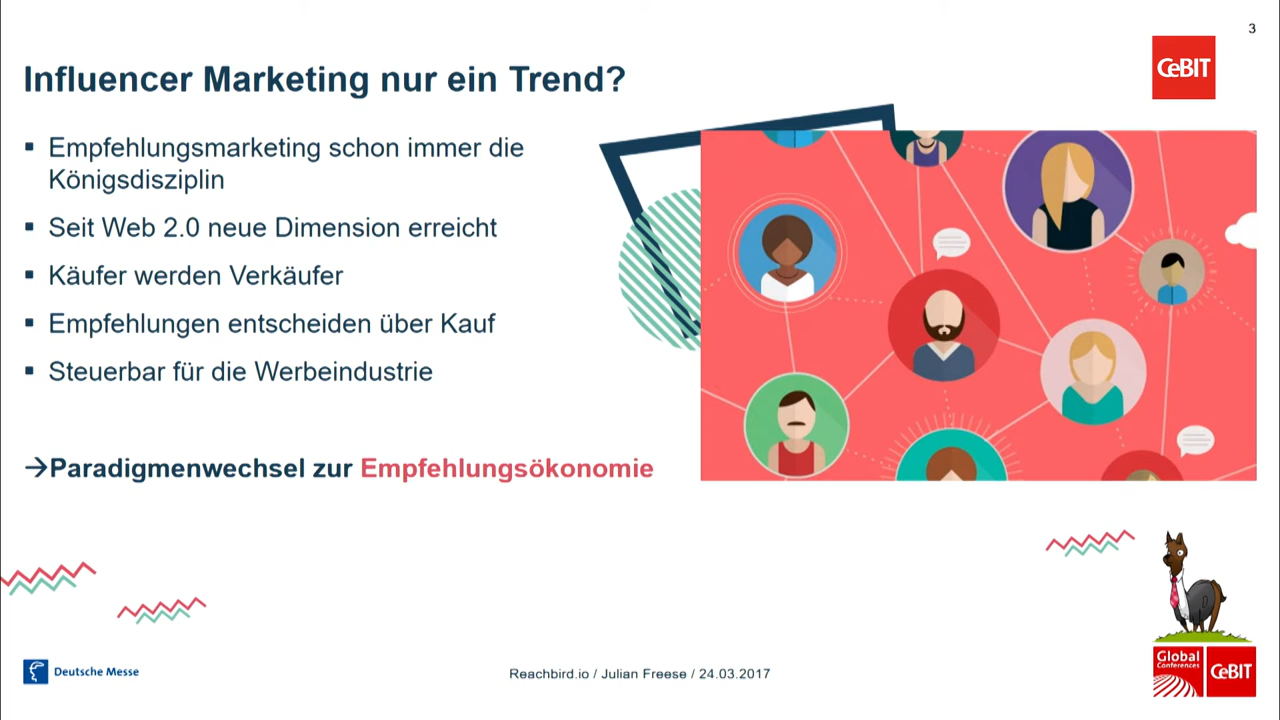 3
CeBIT
Influencer Marketing nur ein Trend?
▪ Empfehlungsmarketing schon immer die
Königsdisziplin
▪ Seit Web 2.0 neue Dimension erreicht
▪ Käufer werden Verkäufer
▪ Empfehlungen entscheiden über Kauf
▪ Steuerbar für die Werbeindustrie
→Paradigmenwechsel zur Empfehlungsökonomie
Deutsche Messe
Reachbird.io / Julian Freese / 24.03.2017
Global
Conferences
CeBIT